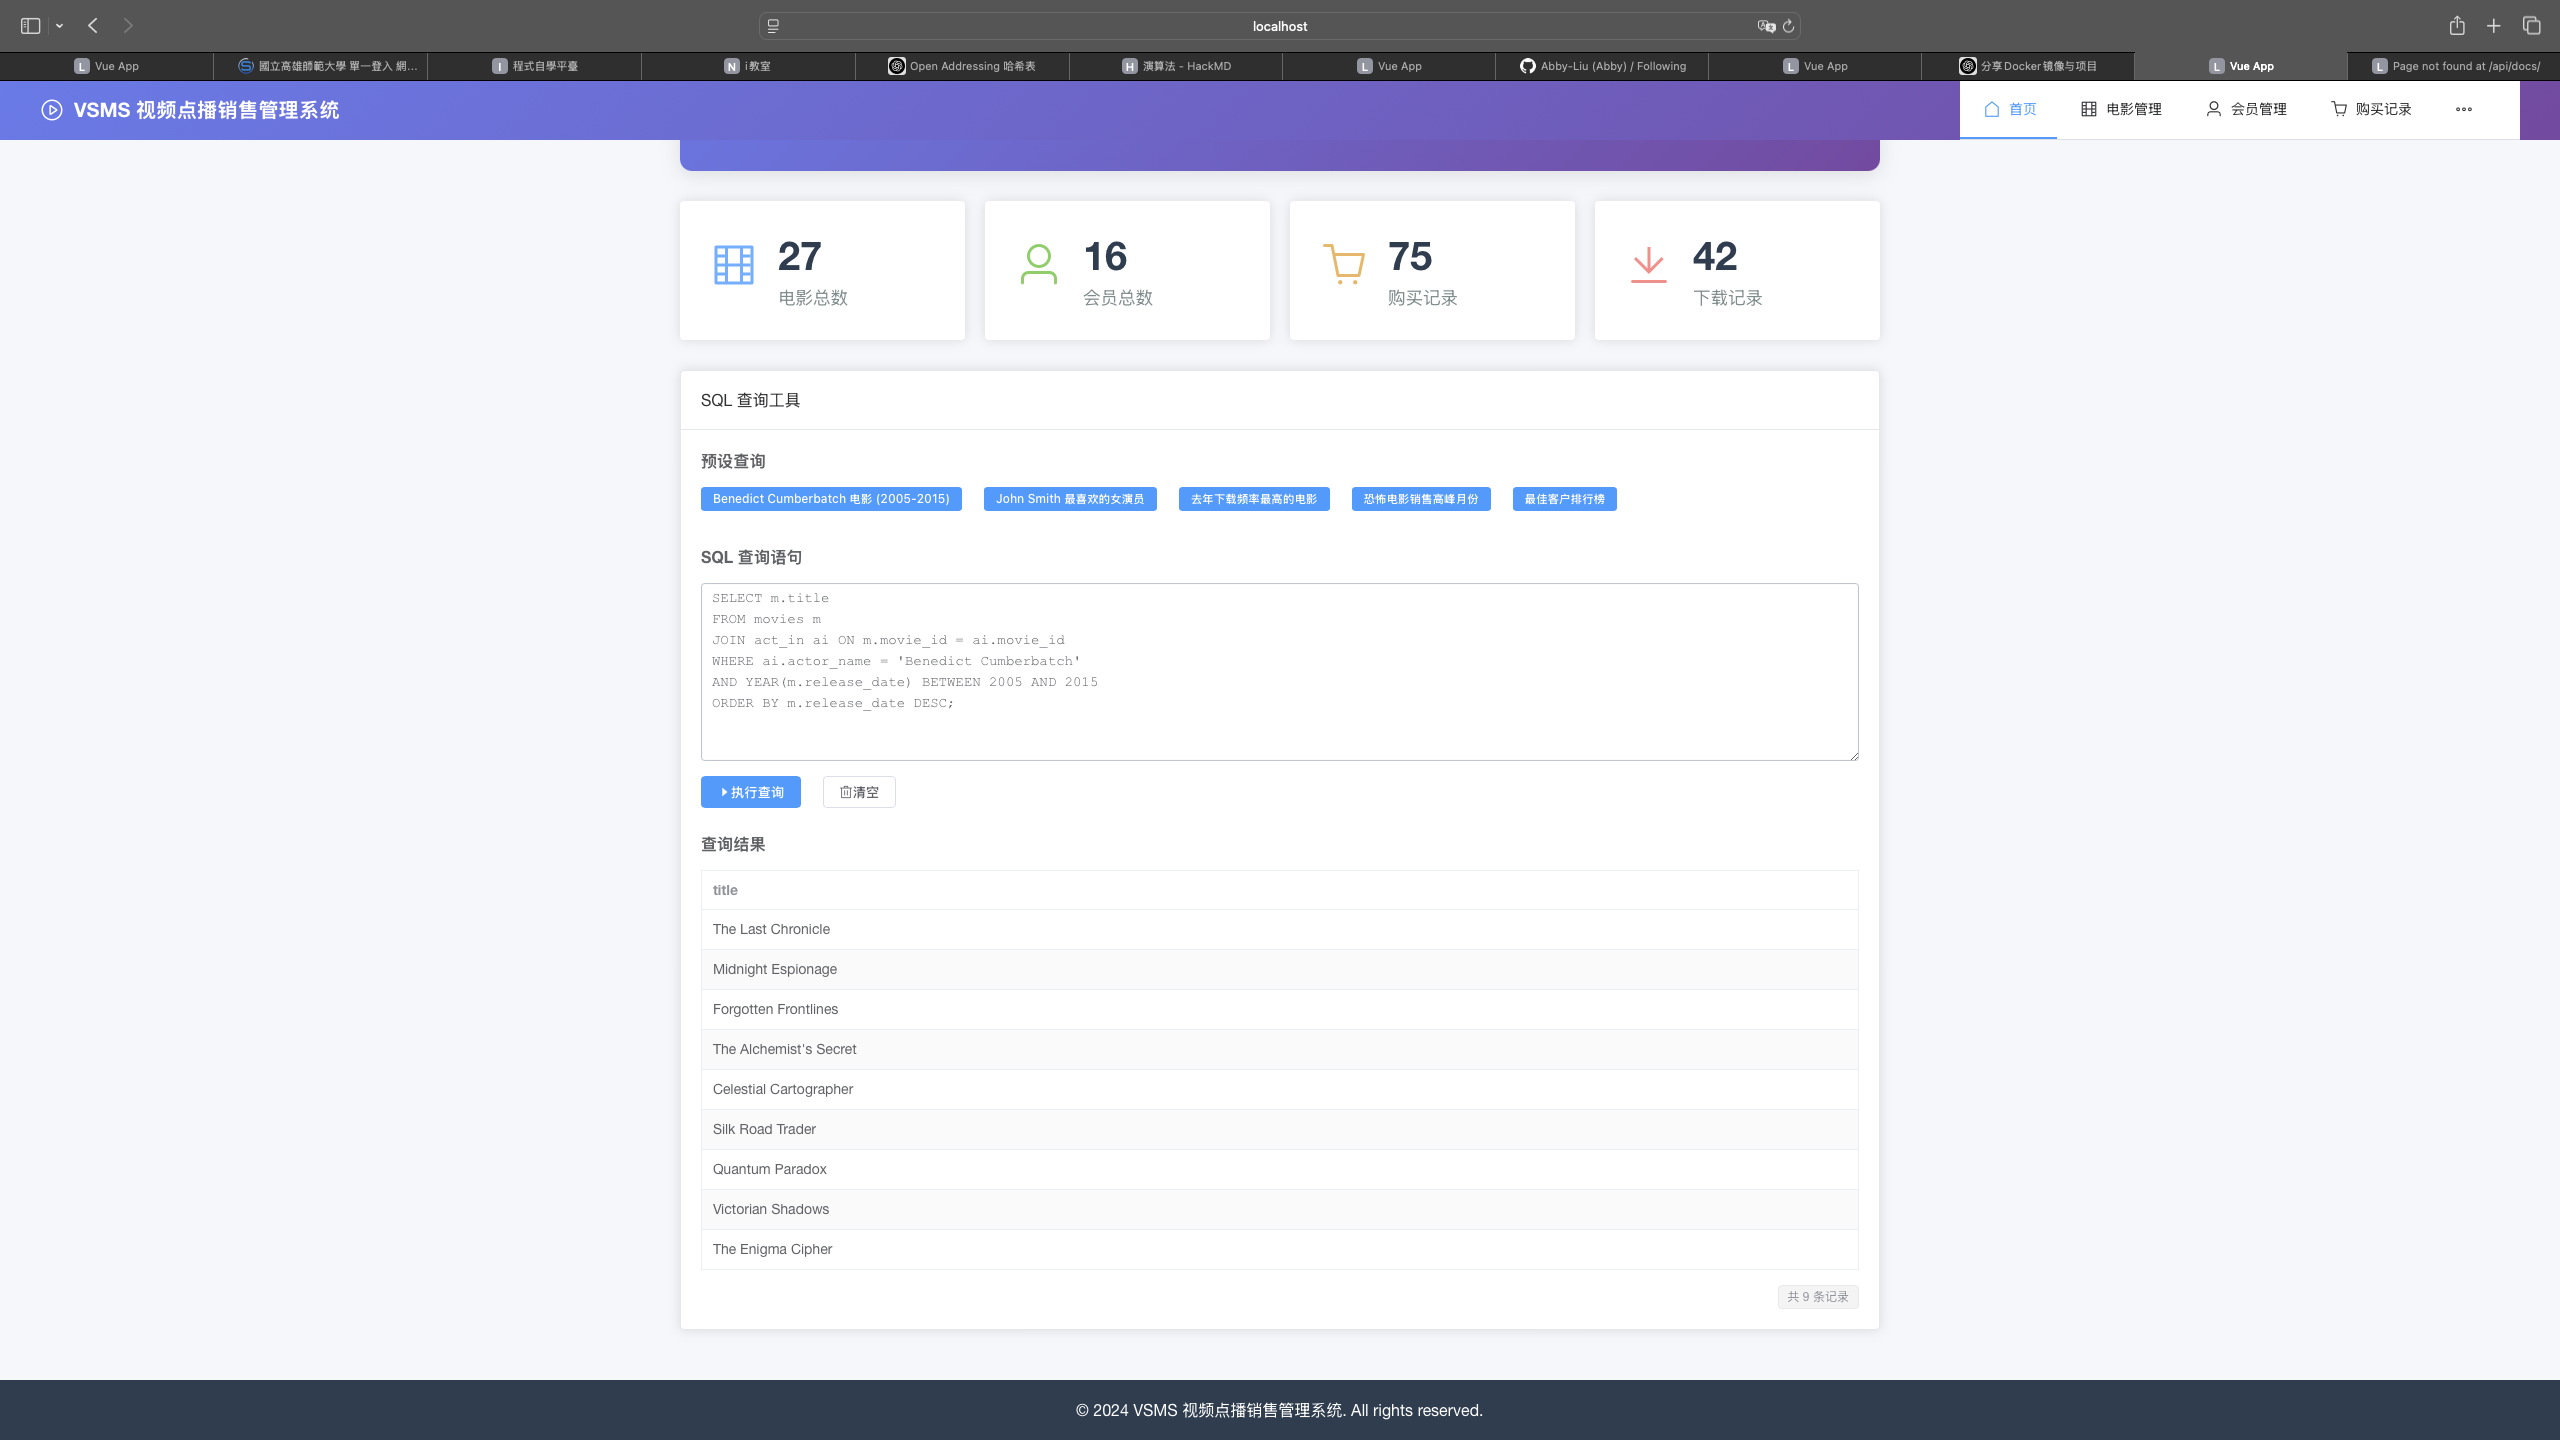 localhost
Vue App
國立高雄師範大學 單一登入 網...
程式自學平臺
i教室
Open Addressing 哈希表
演算法 - HackMD
Vue App
Abby-Liu (Abby) / Following
Vue App
分享Docker镜像与项目
Vue App
Page not found at /api/docs/
VSMS 视频点播销售管理系统
首页
电影管理
会员管理
购买记录
27
电影总数
16
会员总数
75
购买记录
42
下载记录
SQL 查询工具
预设查询
Benedict Cumberbatch 电影 (2005-2015)
John Smith 最喜欢的女演员
去年下载频率最高的电影
恐怖电影销售高峰月份
最佳客户排行榜
SQL 查询语句
SELECT m.title
FROM movies m
JOIN act_in ai ON m.movie_id = ai.movie_id
WHERE ai.actor_name = 'Benedict Cumberbatch'
AND YEAR(m.release_date) BETWEEN 2005 AND 2015
ORDER BY m.release_date DESC;
执行查询
清空
查询结果
title
The Last Chronicle
Midnight Espionage
Forgotten Frontlines
The Alchemist's Secret
Celestial Cartographer
Silk Road Trader
Quantum Paradox
Victorian Shadows
The Enigma Cipher
共 9 条记录
© 2024 VSMS 视频点播销售管理系统. All rights reserved.